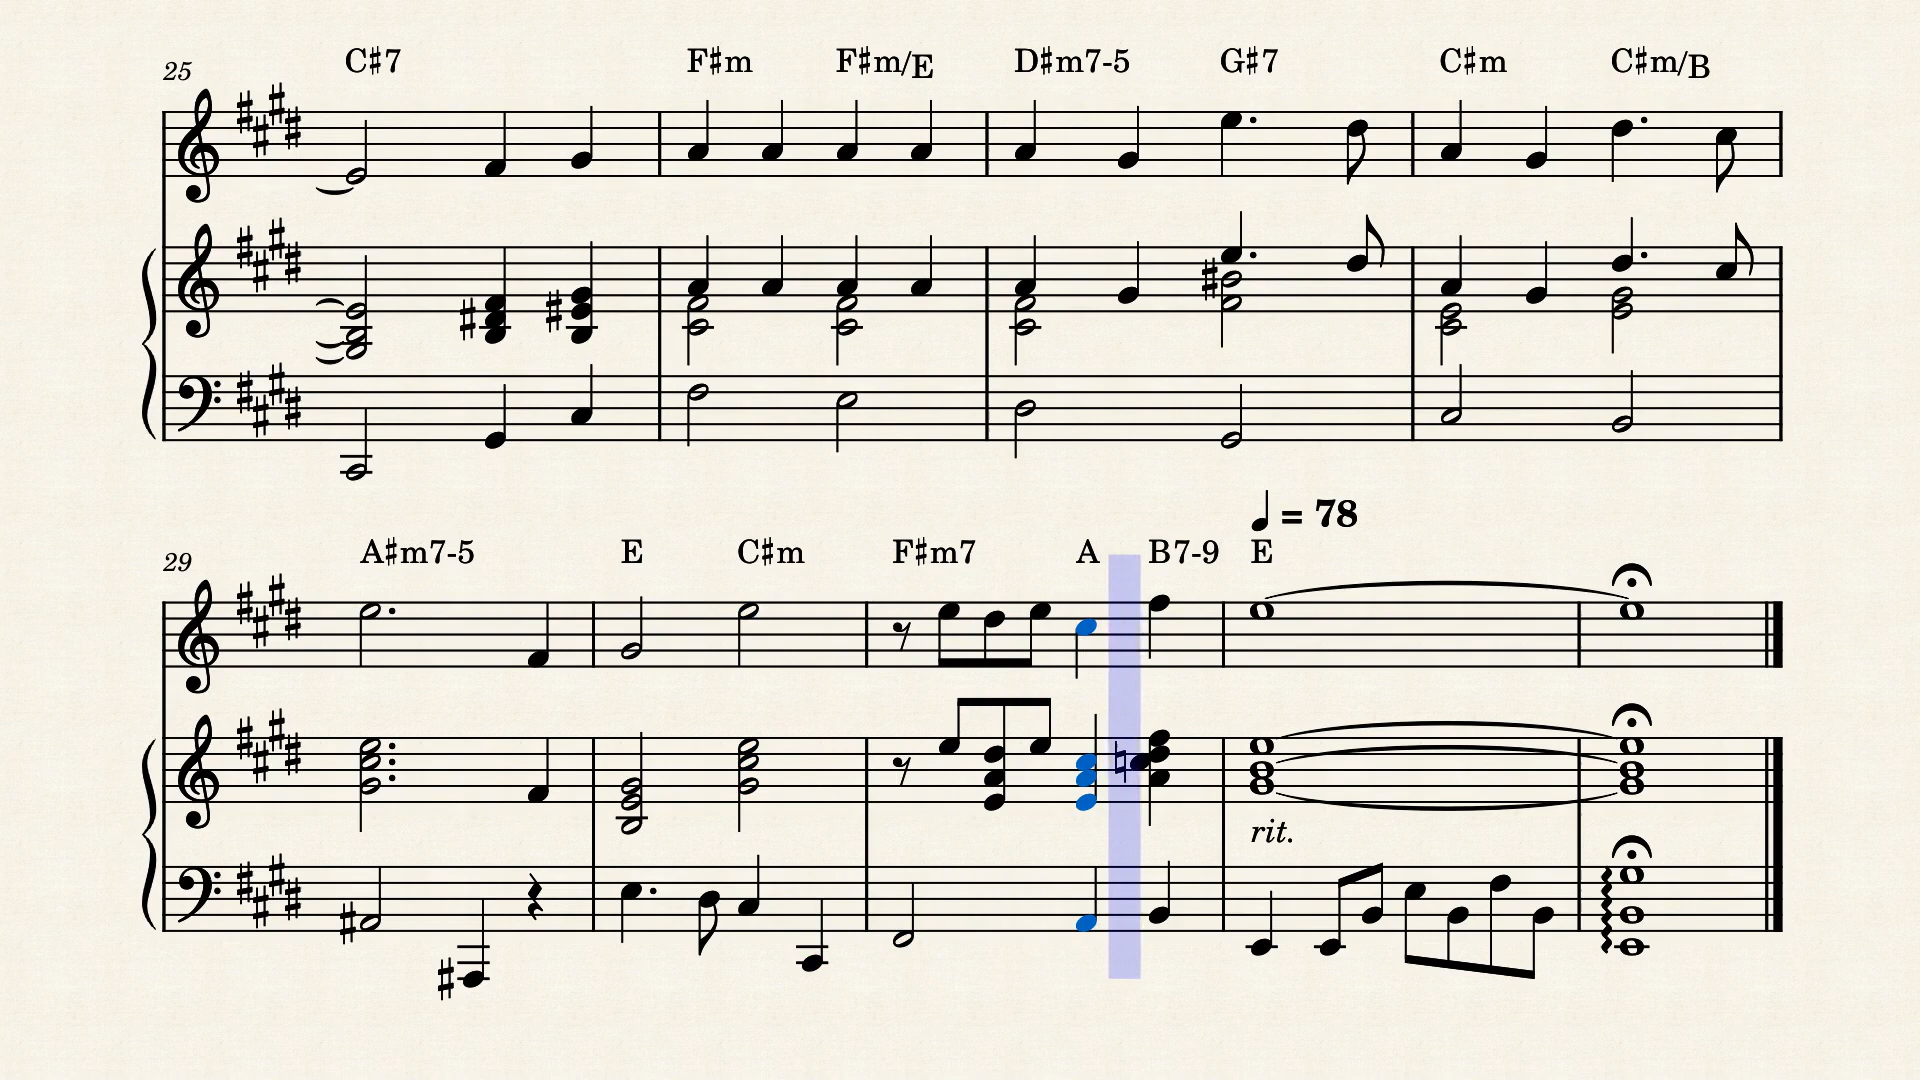 25 C♯7 F♯m F♯m/E D♯m7-5 G♯7 C♯m C♯m/B
♩ = 78
29 A♯m7-5 E C♯m F♯m7 A B7-9 E
rit.